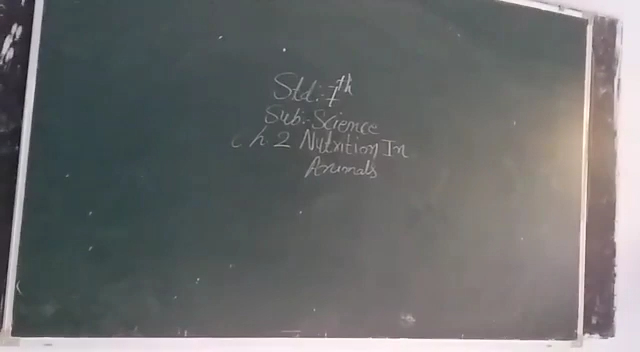 Std:-7th
Sub:-Science
Ch 2 Nutrition In
Animals